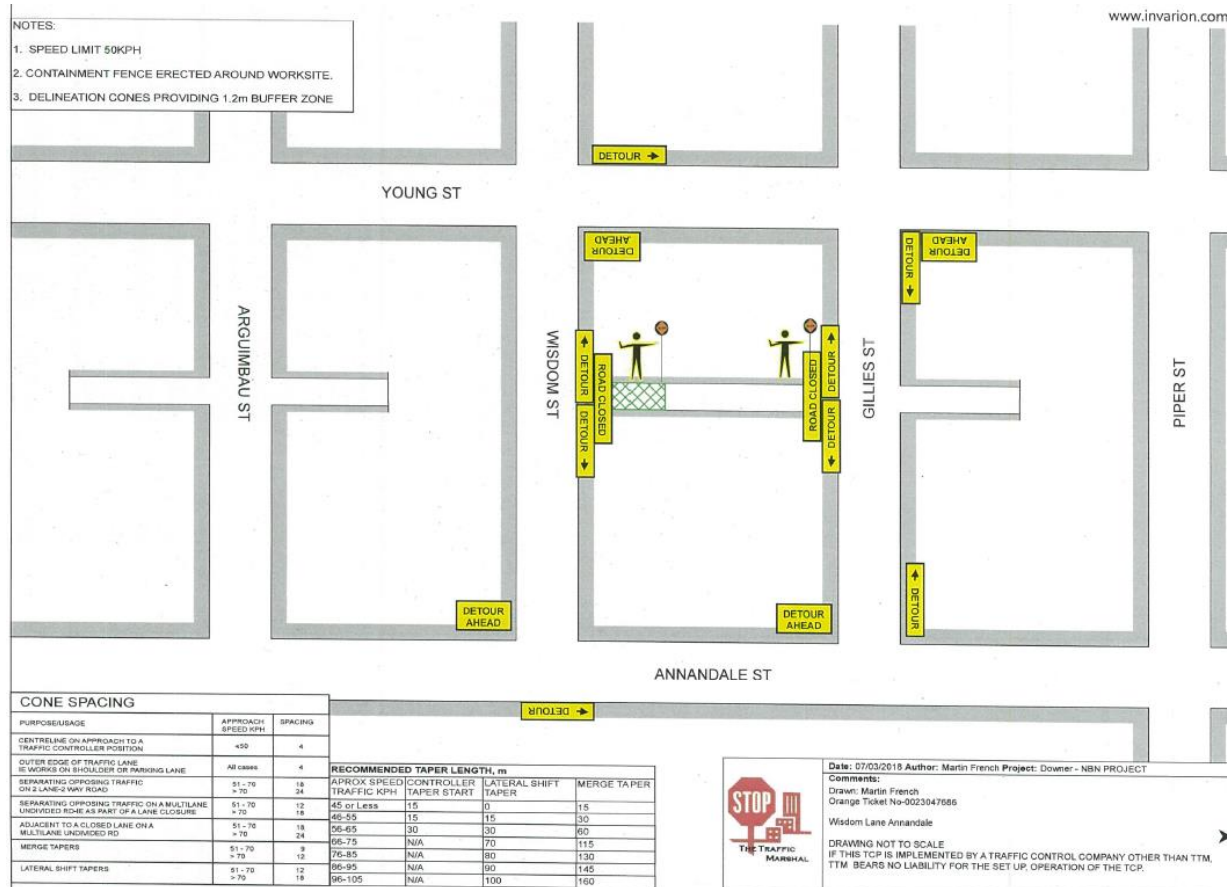 NOTES:
1. SPEED LIMIT 50KPH
2. CONTAINMENT FENCE ERECTED AROUND WORKSITE.
3. DELINEATION CONES PROVIDING 1.2m BUFFER ZONE
www.invarion.com
DETOUR →
YOUNG ST
DETOUR AHEAD
DETOUR →
DETOUR AHEAD
ARGUIMBAU ST
WISDOM ST
← DETOUR
DETOUR →
ROAD CLOSED
ROAD CLOSED
← DETOUR
DETOUR →
GILLIES ST
PIPER ST
DETOUR
AHEAD
DETOUR
AHEAD
DETOUR →
ANNANDALE ST
DETOUR →
CONE SPACING
PURPOSE/USAGE APPROACH SPEED KPH SPACING
CENTRELINE ON APPROACH TO A
TRAFFIC CONTROLLER POSITION <50 4
OUTER EDGE OF TRAFFIC LANE
IE WORKS ON SHOULDER OR PARKING LANE All cases 4
SEPARATING OPPOSING TRAFFIC 51 - 70 18
ON 2 LANE-2 WAY ROAD > 70 24
SEPARATING OPPOSING TRAFFIC ON A MULTILANE 51 - 70 12
UNDIVIDED RD-IE AS PART OF A LANE CLOSURE > 70 18
ADJACENT TO A CLOSED LANE ON A 51 - 70 18
MULTILANE UNDIVIDED RD > 70 24
MERGE TAPERS 51 - 70 9
> 70 12
LATERAL SHIFT TAPERS 51 - 70 12
> 70 18
RECOMMENDED TAPER LENGTH, m
APROX SPEED TRAFFIC KPH CONTROLLER TAPER START LATERAL SHIFT TAPER MERGE TAPER
45 or Less 15 0 15
46-55 15 15 30
56-65 30 30 60
66-75 N/A 70 115
76-85 N/A 80 130
86-95 N/A 90 145
96-105 N/A 100 160
STOP
THE TRAFFIC
MARSHAL
Date: 07/03/2018 Author: Martin French Project: Downer - NBN PROJECT
Comments:
Drawn: Martin French
Orange Ticket No-0023047686
Wisdom Lane Annandale
DRAWING NOT TO SCALE
IF THIS TCP IS IMPLEMENTED BY A TRAFFIC CONTROL COMPANY OTHER THAN TTM,
TTM BEARS NO LIABILITY FOR THE SET UP, OPERATION OF THE TCP.